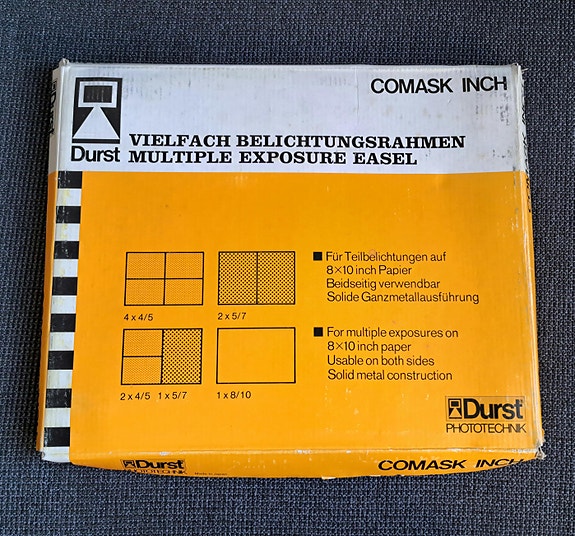 COMASK INCH
Durst
VIELFACH BELICHTUNGSRAHMEN
MULTIPLE EXPOSURE EASEL
4 x 4/5
2 x 5/7
2 x 4/5 1 x 5/7
1 x 8/10
■ Für Teilbelichtungen auf
8×10 inch Papier
Beidseitig verwendbar
Solide Ganzmetallausführung
■ For multiple exposures on
8×10 inch paper
Usable on both sides
Solid metal construction
Durst
PHOTOTECHNIK
Durst
PHOTOTECHNIK
COMASK INCH